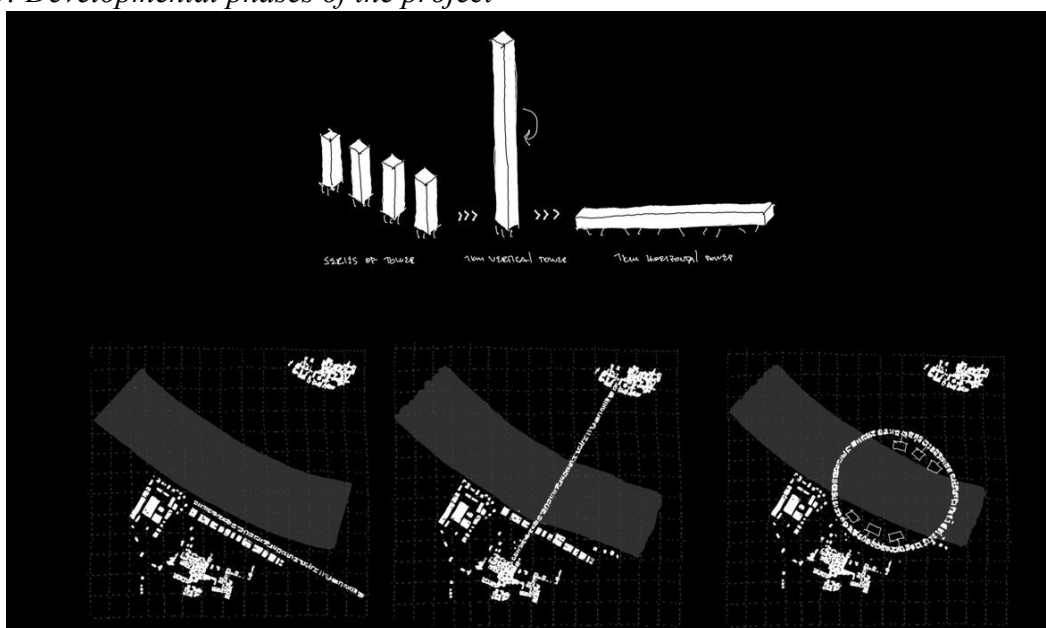 Developmental phases of the project
SERIES OF TOWER
1km VERTICAL TOWER
1km HORIZONTAL TOWER